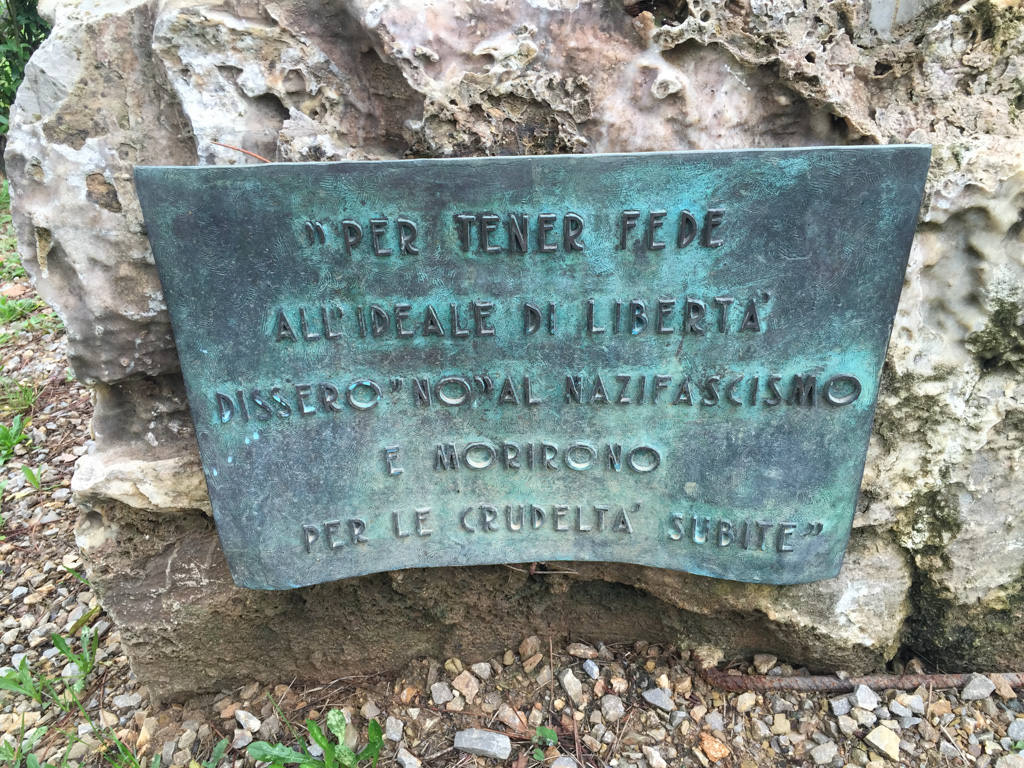 "PER TENER FEDE
ALL'IDEALE DI LIBERTA'
DISSERO "NO" AL NAZIFASCISMO
E MORIRONO
PER LE CRUDELTA' SUBITE"